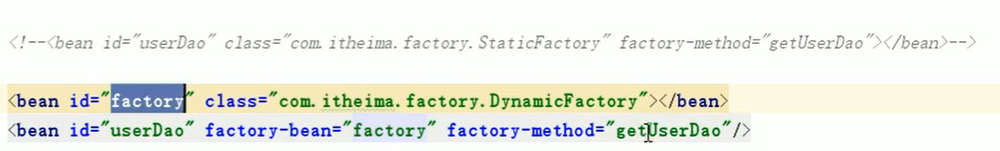 <!--<bean id="userDao" class="com.itheima.factory.StaticFactory" factory-method="getUserDao"></bean>-->
<bean id="factory" class="com.itheima.factory.DynamicFactory"></bean>
<bean id="userDao" factory-bean="factory" factory-method="getUserDao"/>